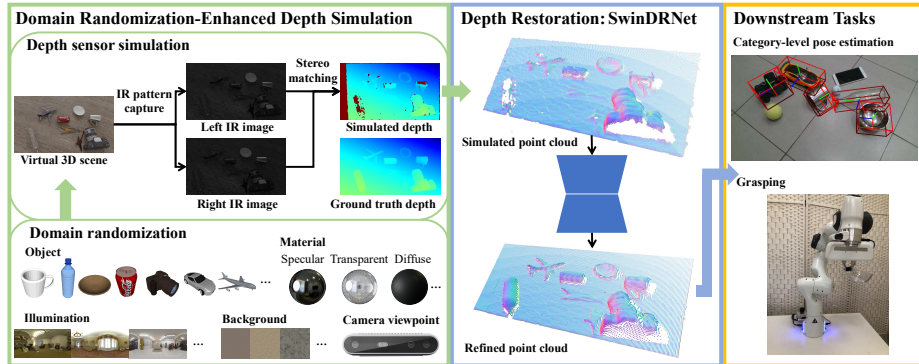 Domain Randomization-Enhanced Depth Simulation
Depth sensor simulation
IR pattern
capture
Stereo
matching
Virtual 3D scene
Left IR image
Right IR image
Simulated depth
Ground truth depth
Domain randomization
Object
...
Material
Specular Transparent Diffuse
...
Illumination
...
Background
...
Camera viewpoint
Depth Restoration: SwinDRNet
Simulated point cloud
Refined point cloud
Downstream Tasks
Category-level pose estimation
Grasping